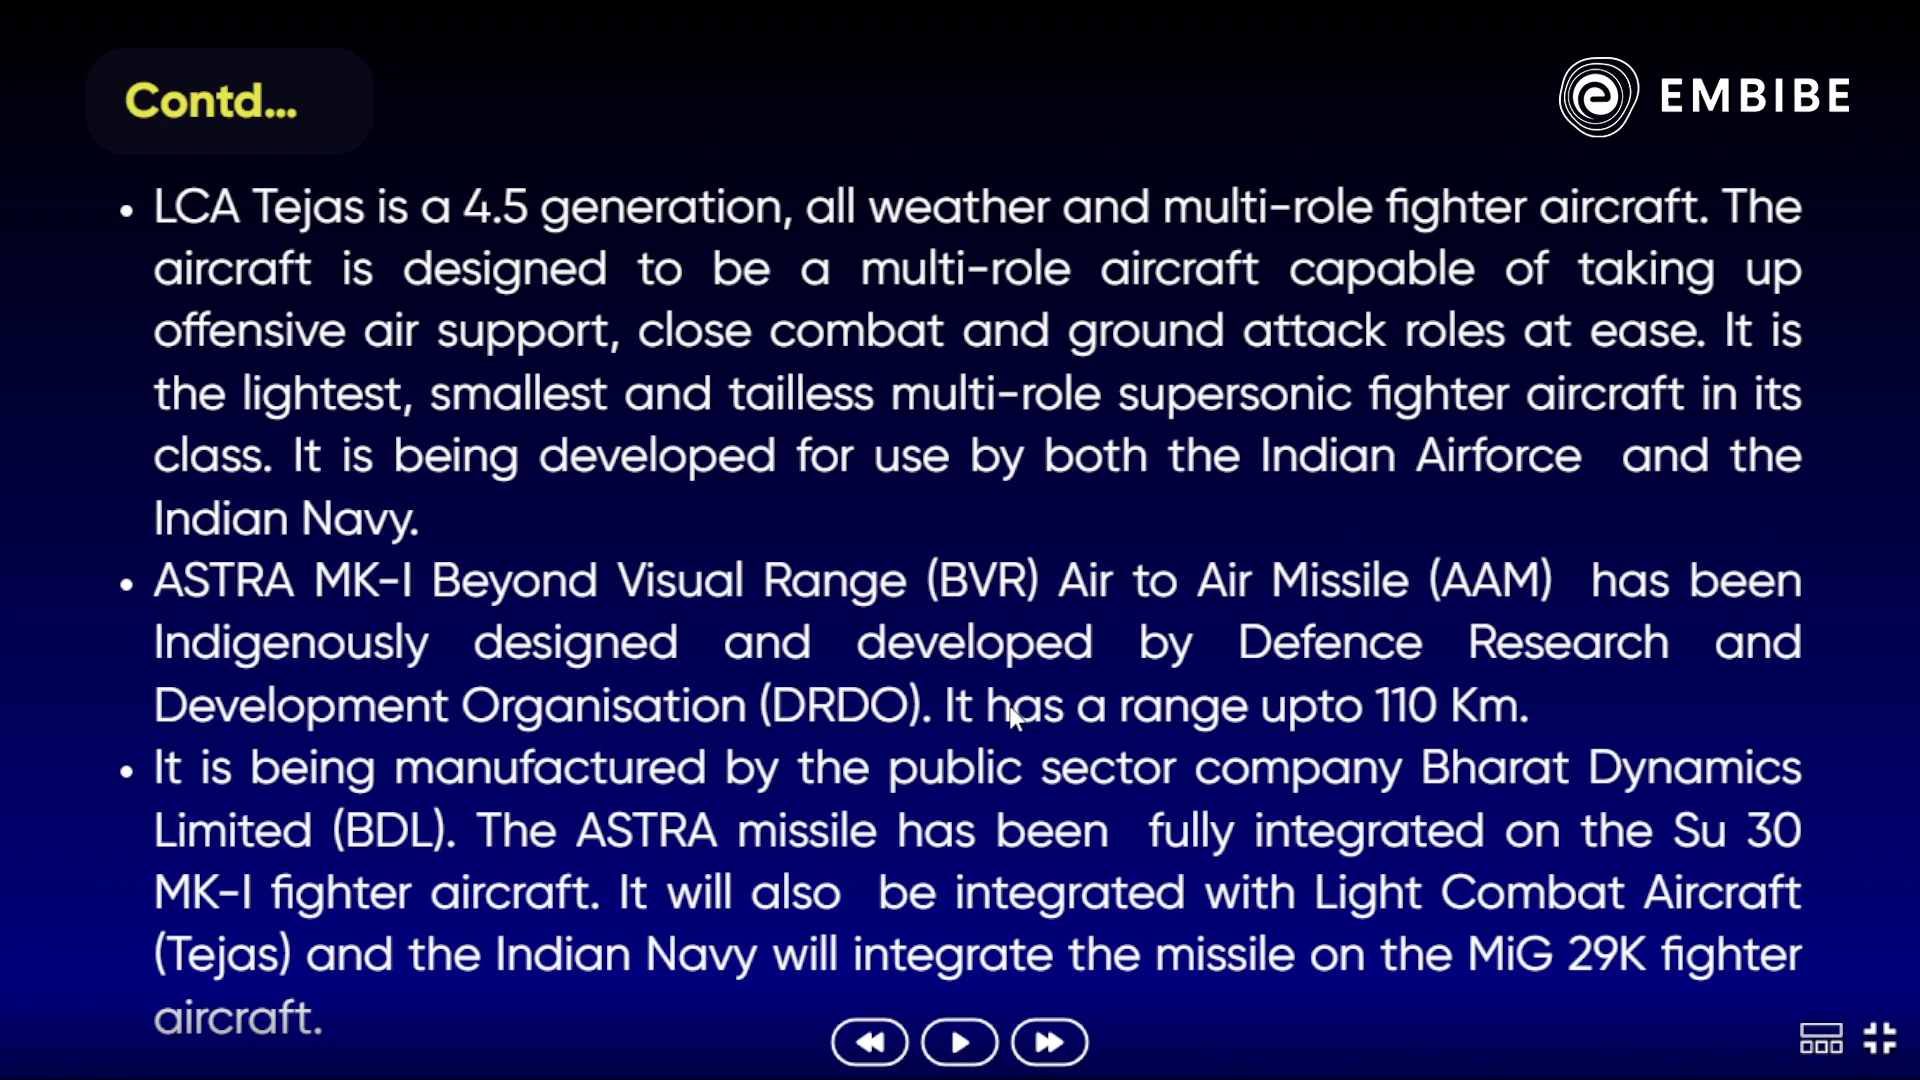 Contd...
EMBIBE
• LCA Tejas is a 4.5 generation, all weather and multi-role fighter aircraft. The
aircraft is designed to be a multi-role aircraft capable of taking up
offensive air support, close combat and ground attack roles at ease. It is
the lightest, smallest and tailless multi-role supersonic fighter aircraft in its
class. It is being developed for use by both the Indian Airforce and the
Indian Navy.
• ASTRA MK-I Beyond Visual Range (BVR) Air to Air Missile (AAM) has been
Indigenously designed and developed by Defence Research and
Development Organisation (DRDO). It has a range upto 110 Km.
• It is being manufactured by the public sector company Bharat Dynamics
Limited (BDL). The ASTRA missile has been fully integrated on the Su 30
MK-I fighter aircraft. It will also be integrated with Light Combat Aircraft
(Tejas) and the Indian Navy will integrate the missile on the MiG 29K fighter
aircraft.